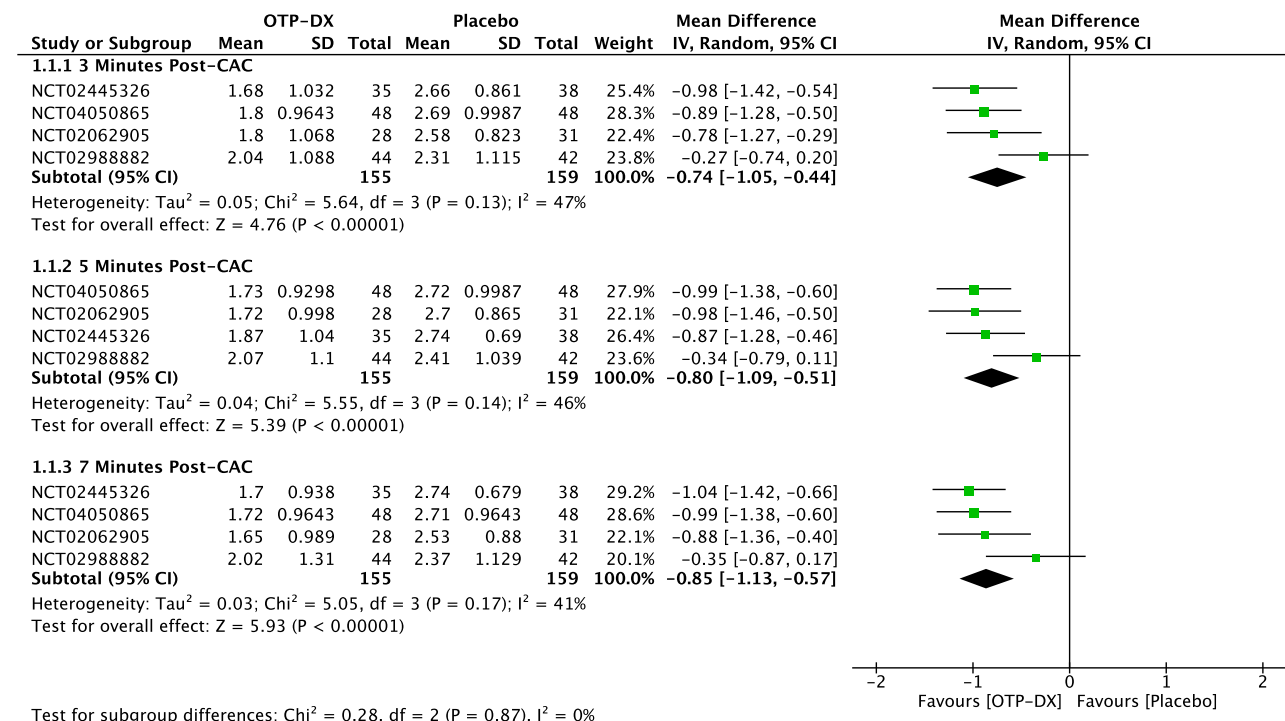 OTP-DX Placebo Mean Difference Mean Difference
Study or Subgroup Mean SD Total Mean SD Total Weight IV, Random, 95% CI IV, Random, 95% CI
1.1.1 3 Minutes Post-CAC
NCT02445326 1.68 1.032 35 2.66 0.861 38 25.4% −0.98 [−1.42, −0.54]
NCT04050865 1.8 0.9643 48 2.69 0.9987 48 28.3% −0.89 [−1.28, −0.50]
NCT02062905 1.8 1.068 28 2.58 0.823 31 22.4% −0.78 [−1.27, −0.29]
NCT02988882 2.04 1.088 44 2.31 1.115 42 23.8% −0.27 [−0.74, 0.20]
Subtotal (95% CI) 155 159 100.0% −0.74 [−1.05, −0.44]
Heterogeneity: Tau² = 0.05; Chi² = 5.64, df = 3 (P = 0.13); I² = 47%
Test for overall effect: Z = 4.76 (P < 0.00001)
1.1.2 5 Minutes Post-CAC
NCT04050865 1.73 0.9298 48 2.72 0.9987 48 27.9% −0.99 [−1.38, −0.60]
NCT02062905 1.72 0.998 28 2.7 0.865 31 22.1% −0.98 [−1.46, −0.50]
NCT02445326 1.87 1.04 35 2.74 0.69 38 26.4% −0.87 [−1.28, −0.46]
NCT02988882 2.07 1.1 44 2.41 1.039 42 23.6% −0.34 [−0.79, 0.11]
Subtotal (95% CI) 155 159 100.0% −0.80 [−1.09, −0.51]
Heterogeneity: Tau² = 0.04; Chi² = 5.55, df = 3 (P = 0.14); I² = 46%
Test for overall effect: Z = 5.39 (P < 0.00001)
1.1.3 7 Minutes Post-CAC
NCT02445326 1.7 0.938 35 2.74 0.679 38 29.2% −1.04 [−1.42, −0.66]
NCT04050865 1.72 0.9643 48 2.71 0.9643 48 28.6% −0.99 [−1.38, −0.60]
NCT02062905 1.65 0.989 28 2.53 0.88 31 22.1% −0.88 [−1.36, −0.40]
NCT02988882 2.02 1.31 44 2.37 1.129 42 20.1% −0.35 [−0.87, 0.17]
Subtotal (95% CI) 155 159 100.0% −0.85 [−1.13, −0.57]
Heterogeneity: Tau² = 0.03; Chi² = 5.05, df = 3 (P = 0.17); I² = 41%
Test for overall effect: Z = 5.93 (P < 0.00001)
−2 −1 0 1 2
Favours [OTP-DX] Favours [Placebo]
Test for subgroup differences: Chi² = 0.28, df = 2 (P = 0.87), I² = 0%